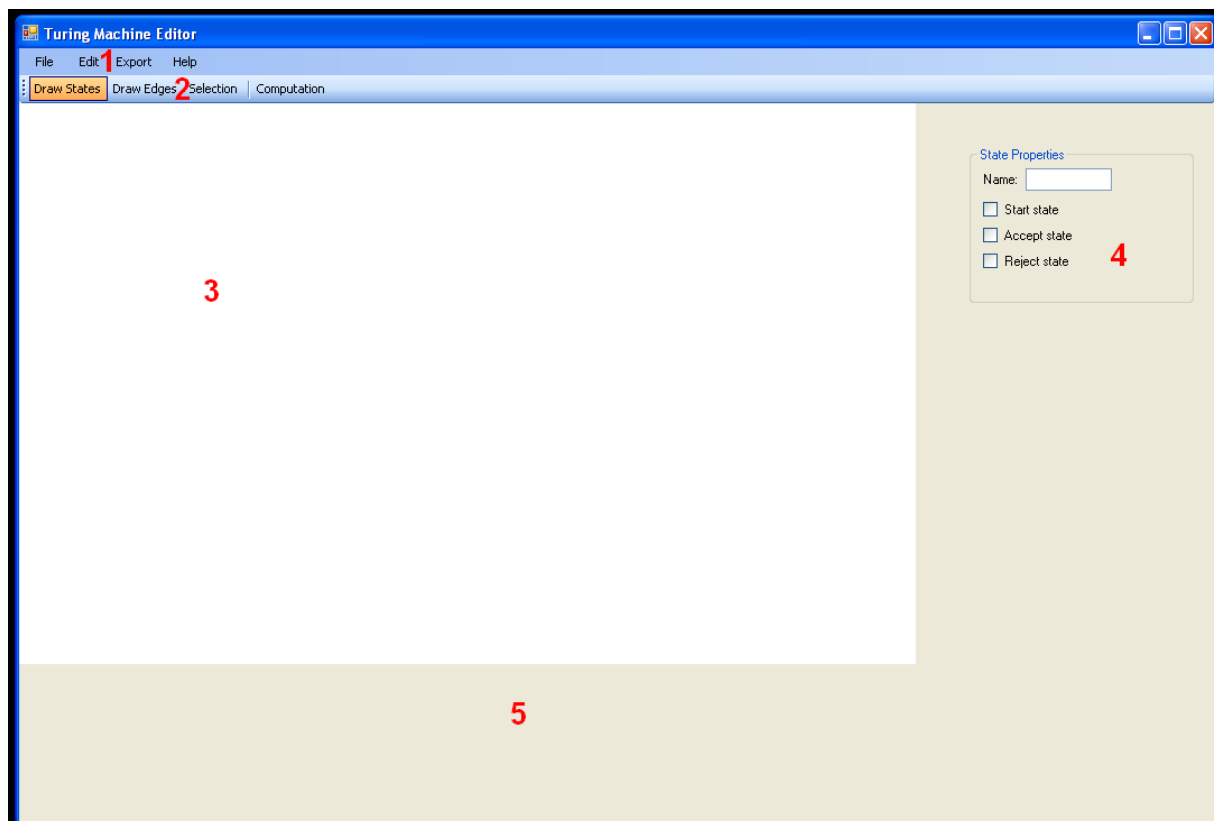 Turing Machine Editor
File Edit 1 Export Help
Draw States Draw Edges 2 Selection Computation
State Properties
Name:
Start state
Accept state
Reject state
4
3
5